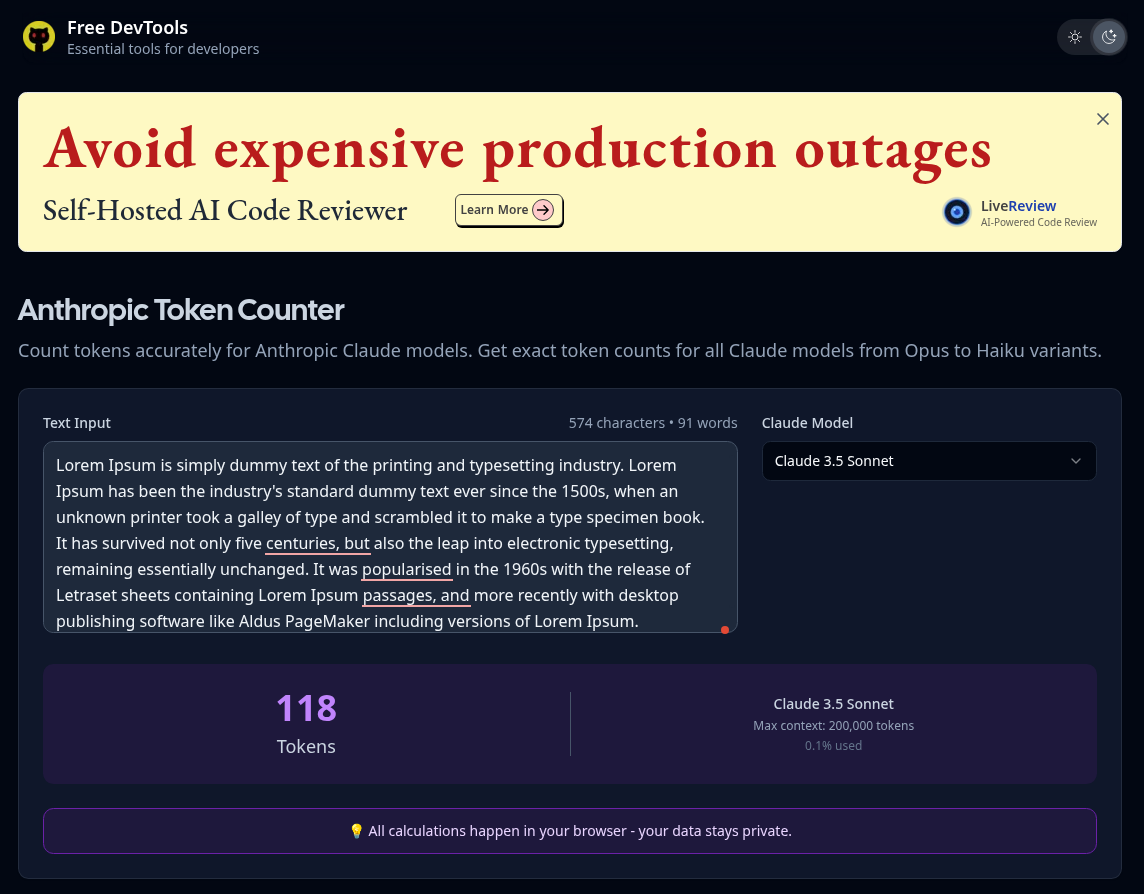 Free DevTools
Essential tools for developers
Avoid expensive production outages
Self-Hosted AI Code Reviewer
Learn More
LiveReview
AI-Powered Code Review
Anthropic Token Counter
Count tokens accurately for Anthropic Claude models. Get exact token counts for all Claude models from Opus to Haiku variants.
Text Input
574 characters • 91 words
Claude Model
Claude 3.5 Sonnet
Lorem Ipsum is simply dummy text of the printing and typesetting industry. Lorem
Ipsum has been the industry's standard dummy text ever since the 1500s, when an
unknown printer took a galley of type and scrambled it to make a type specimen book.
It has survived not only five centuries, but also the leap into electronic typesetting,
remaining essentially unchanged. It was popularised in the 1960s with the release of
Letraset sheets containing Lorem Ipsum passages, and more recently with desktop
publishing software like Aldus PageMaker including versions of Lorem Ipsum.
118
Tokens
Claude 3.5 Sonnet
Max context: 200,000 tokens
0.1% used
💡 All calculations happen in your browser - your data stays private.